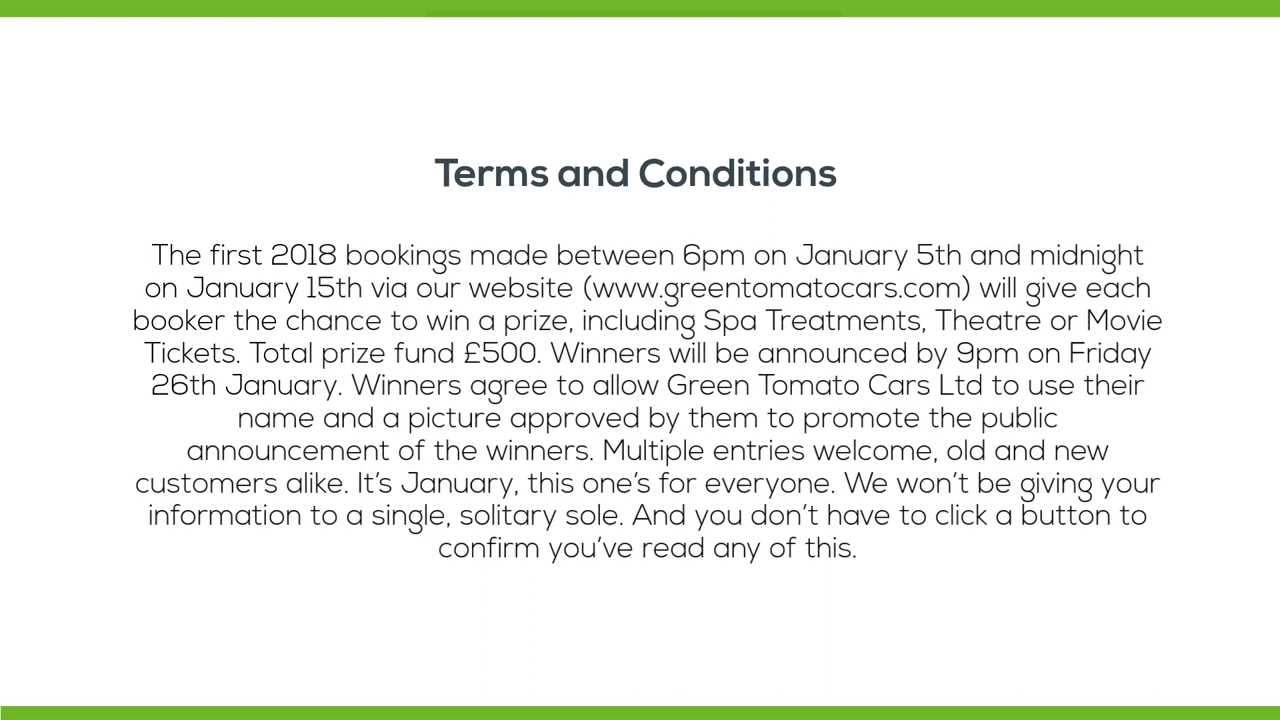 Terms and Conditions
The first 2018 bookings made between 6pm on January 5th and midnight
on January 15th via our website (www.greentomatocars.com) will give each
booker the chance to win a prize, including Spa Treatments, Theatre or Movie
Tickets. Total prize fund £500. Winners will be announced by 9pm on Friday
26th January. Winners agree to allow Green Tomato Cars Ltd to use their
name and a picture approved by them to promote the public
announcement of the winners. Multiple entries welcome, old and new
customers alike. It’s January, this one’s for everyone. We won’t be giving your
information to a single, solitary sole. And you don’t have to click a button to
confirm you’ve read any of this.